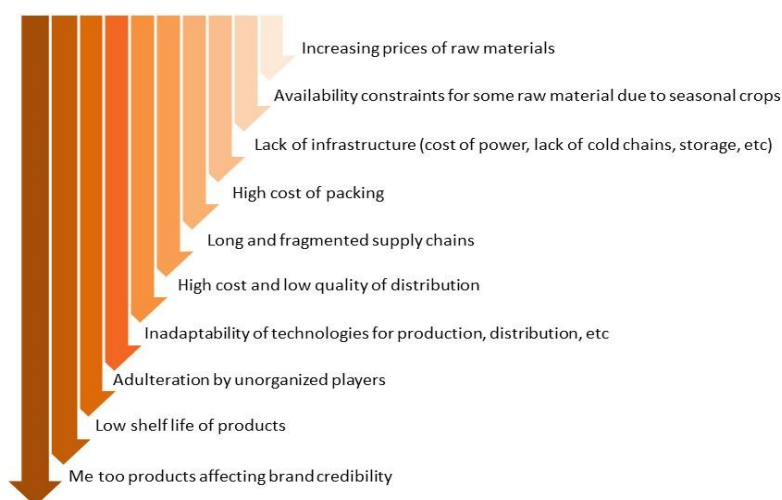 Increasing prices of raw materials
Availability constraints for some raw material due to seasonal crops
Lack of infrastructure (cost of power, lack of cold chains, storage, etc)
High cost of packing
Long and fragmented supply chains
High cost and low quality of distribution
Inadaptability of technologies for production, distribution, etc
Adulteration by unorganized players
Low shelf life of products
Me too products affecting brand credibility